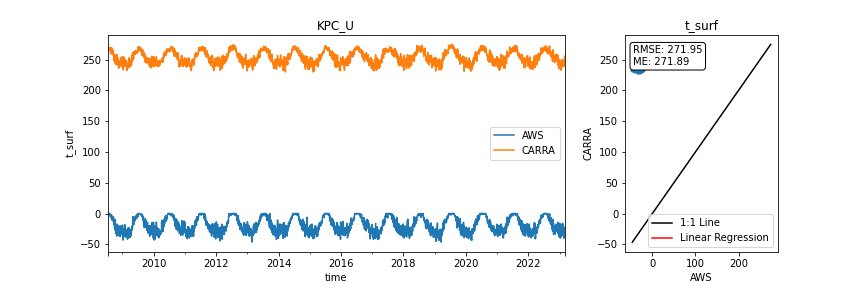 KPC_U
t_surf
250
200
150
100
50
0
−50
t_surf
AWS
CARRA
2010
2012
2014
2016
2018
2020
2022
time
RMSE: 271.95
ME: 271.89
250
200
150
100
50
0
−50
CARRA
1:1 Line
Linear Regression
0
100
200
AWS